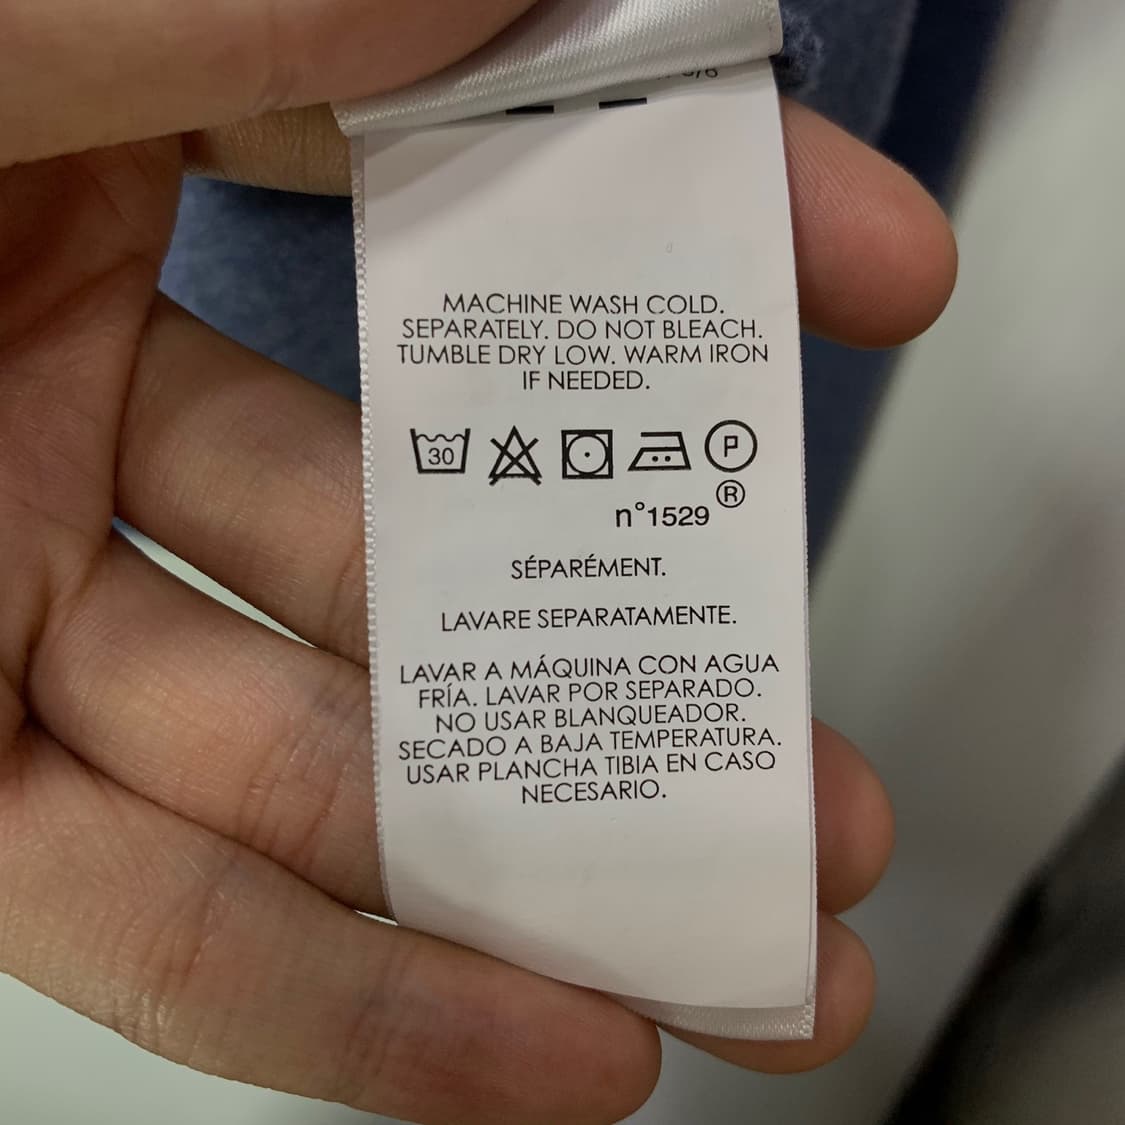 MACHINE WASH COLD.
SEPARATELY. DO NOT BLEACH.
TUMBLE DRY LOW. WARM IRON
IF NEEDED.
30
P
®
n°1529
SÉPARÉMENT.
LAVARE SEPARATAMENTE.
LAVAR A MÁQUINA CON AGUA
FRÍA. LAVAR POR SEPARADO.
NO USAR BLANQUEADOR.
SECADO A BAJA TEMPERATURA.
USAR PLANCHA TIBIA EN CASO
NECESARIO.